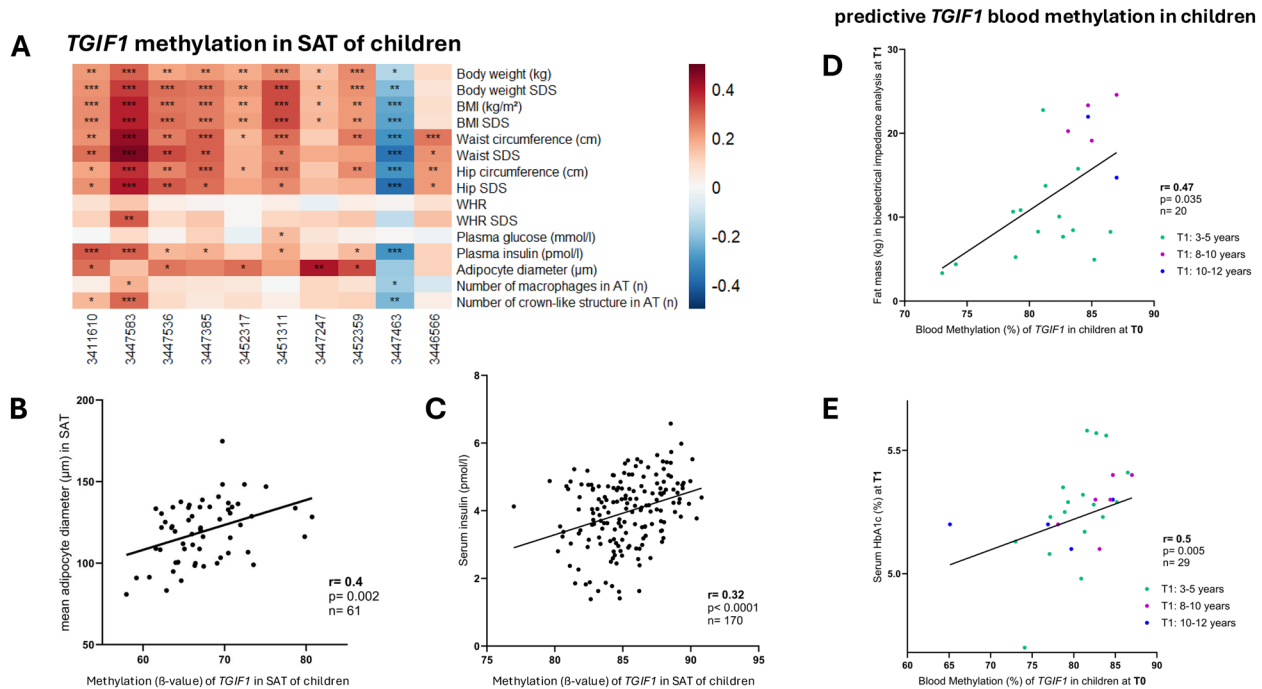 predictive TGIF1 blood methylation in children
A
TGIF1 methylation in SAT of children
** *** ** ** ** *** * *** * Body weight (kg)
*** *** ** *** ** *** * *** ** Body weight SDS
*** *** ** *** ** *** * ** *** BMI (kg/m²)
*** *** ** *** ** *** * ** *** BMI SDS
** *** ** *** * *** ** *** *** Waist circumference (cm)
** *** ** ** * *** * Waist SDS
* *** ** *** * *** ** *** ** Hip circumference (cm)
* *** ** * * *** * Hip SDS
WHR
** WHR SDS
* Plasma glucose (mmol/l)
*** *** * * * * *** Plasma insulin (pmol/l)
* * * ** * Adipocyte diameter (µm)
* * Number of macrophages in AT (n)
* *** ** Number of crown-like structure in AT (n)
3411610
3447583
3447536
3447385
3452317
3451311
3447247
3452359
3447463
3446566
0.4
0.2
0
-0.2
-0.4
D
Fat mass (kg) in bioelectrical impedance analysis at T1
30
20
10
0
70 75 80 85 90
Blood Methylation (%) of TGIF1 in children at T0
r= 0.47
p= 0.035
n= 20
T1: 3-5 years
T1: 8-10 years
T1: 10-12 years
B
mean adipocyte diameter (µm) in SAT
200
150
100
50
60 70 80
Methylation (ß-value) of TGIF1 in SAT of children
r= 0.4
p= 0.002
n= 61
C
Serum insulin (pmol/l)
8
6
4
2
0
75 80 85 90 95
Methylation (ß-value) of TGIF1 in SAT of children
r= 0.32
p< 0.0001
n= 170
E
Serum HbA1c (%) at T1
5.5
5.0
60 65 70 75 80 85 90
Blood Methylation (%) of TGIF1 in children at T0
r= 0.5
p= 0.005
n= 29
T1: 3-5 years
T1: 8-10 years
T1: 10-12 years